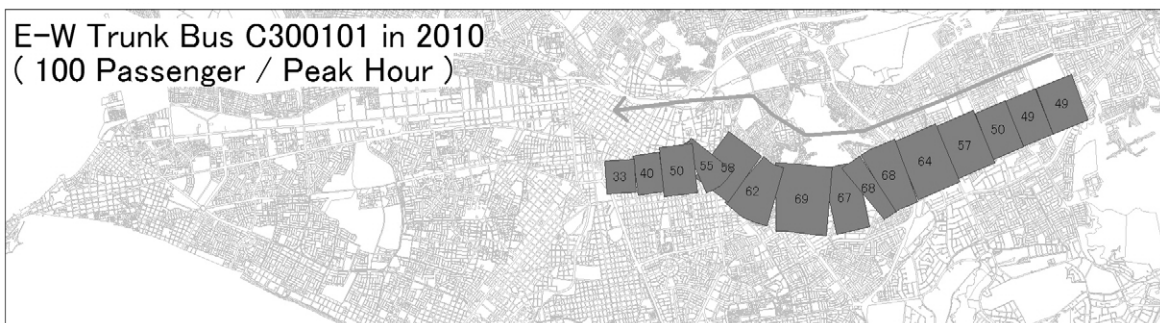 E-W Trunk Bus C300101 in 2010
( 100 Passenger / Peak Hour )
33 40 50 55 58 62 69 67 68 68 64 57 50 49 49